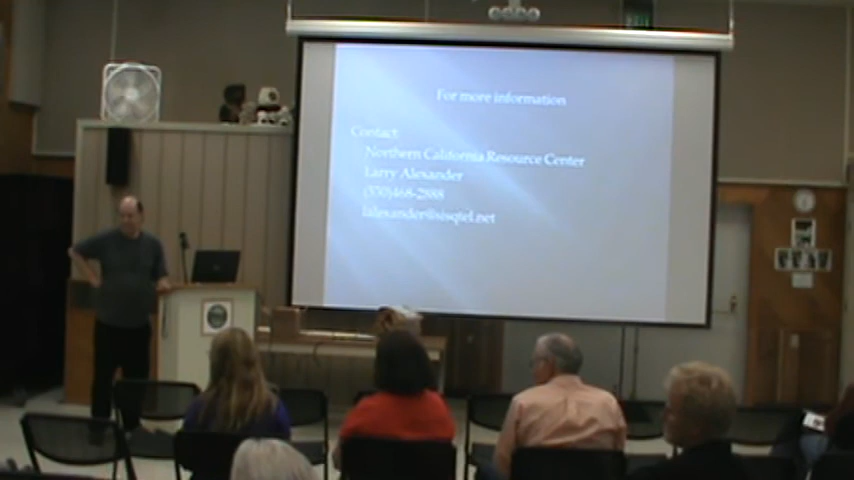 For more information
Contact:
Northern California Resource Center
Larry Alexander
(530)468-2888
lalexander@sisqtel.net